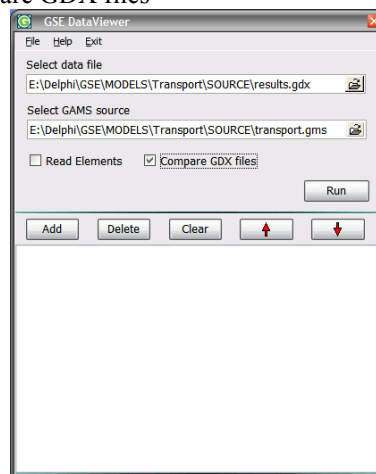 are GDX files
GSE DataViewer
File Help Exit
Select data file
E:\Delphi\GSE\MODELS\Transport\SOURCE\results.gdx
Select GAMS source
E:\Delphi\GSE\MODELS\Transport\SOURCE\transport.gms
Read Elements Compare GDX files
Run
Add Delete Clear